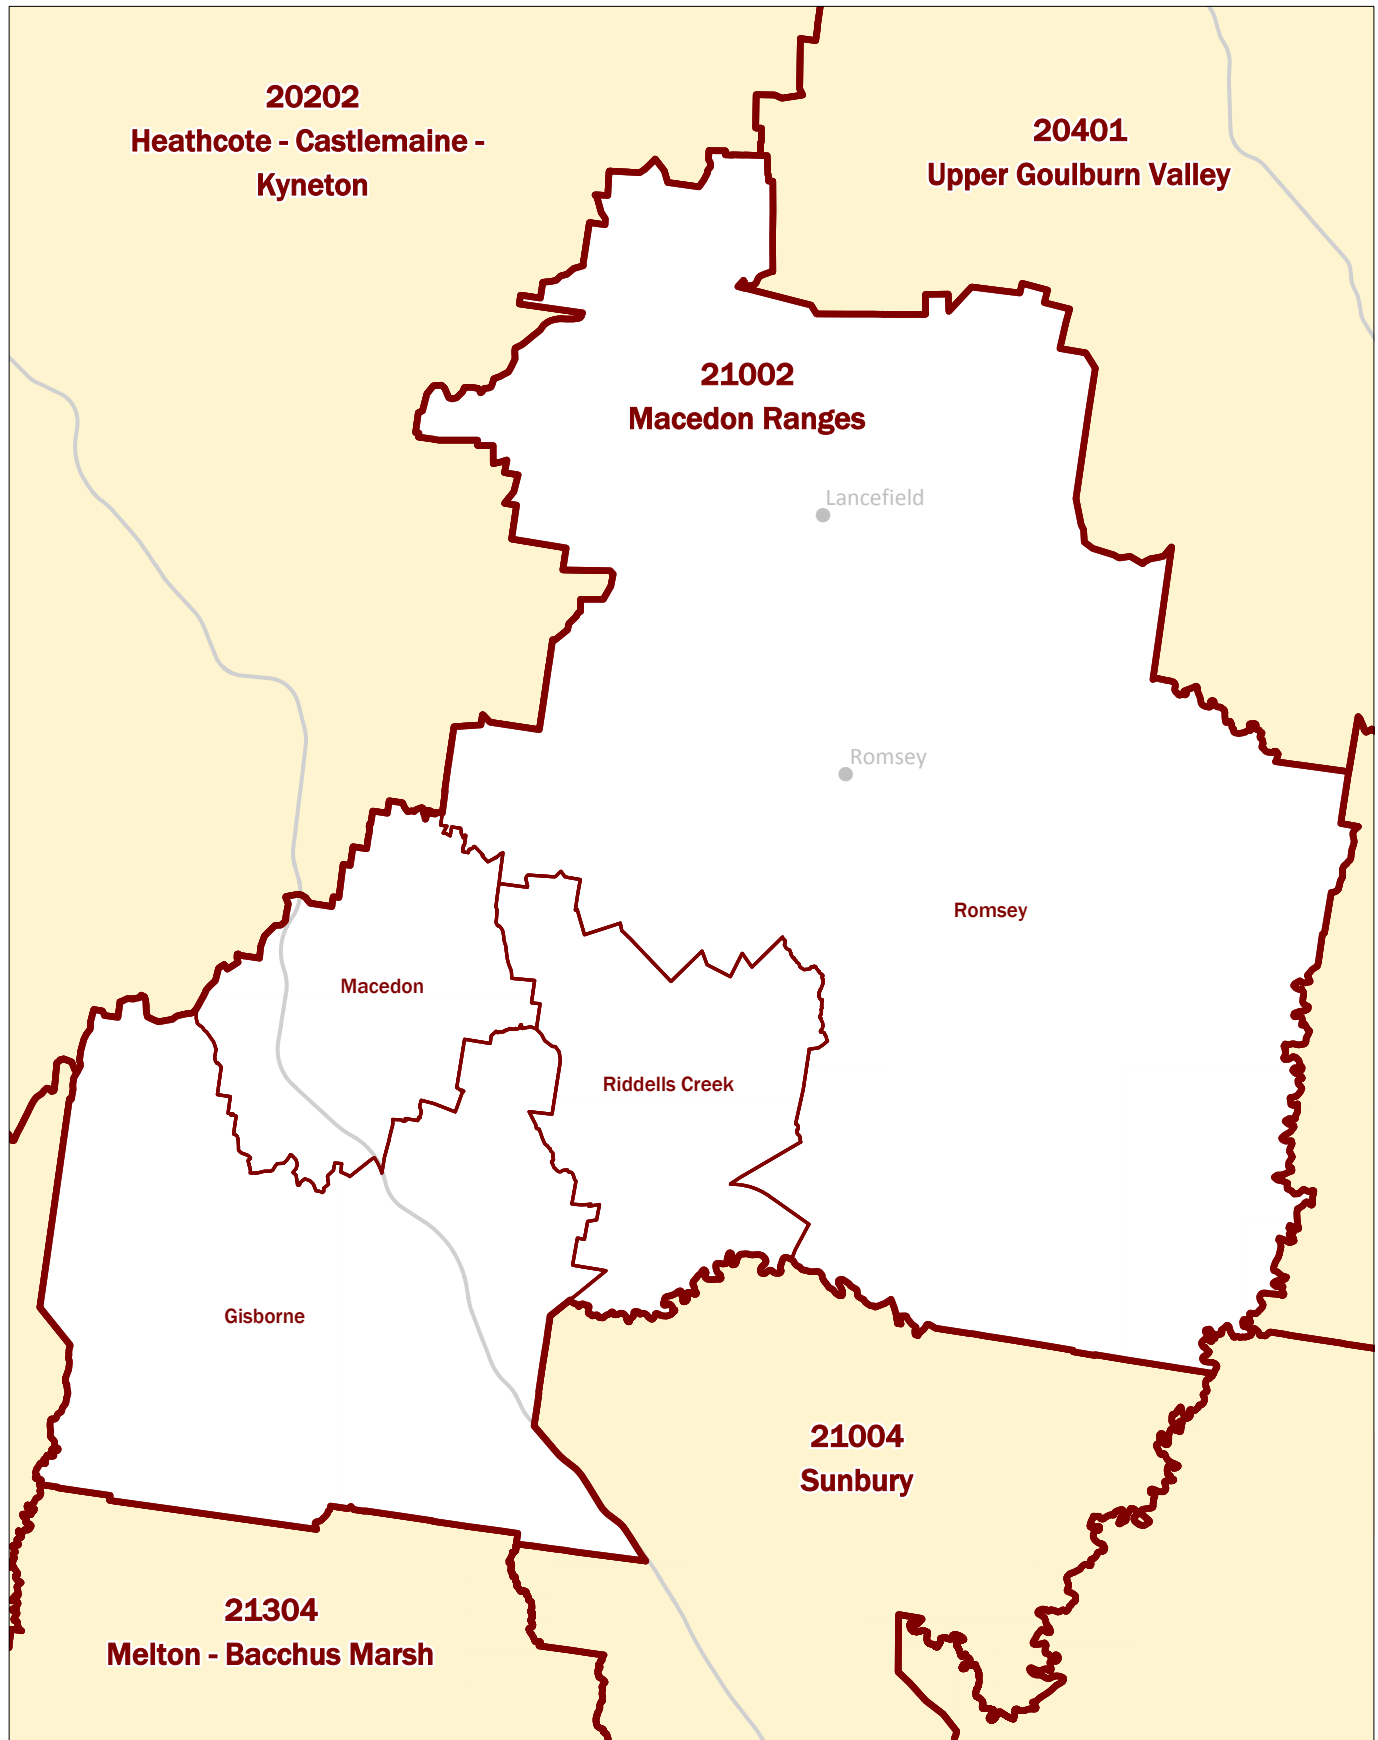 20202
Heathcote - Castlemaine -
Kyneton
20401
Upper Goulburn Valley
21002
Macedon Ranges
Lancefield
Romsey
Romsey
Macedon
Riddells Creek
Gisborne
21004
Sunbury
21304
Melton - Bacchus Marsh